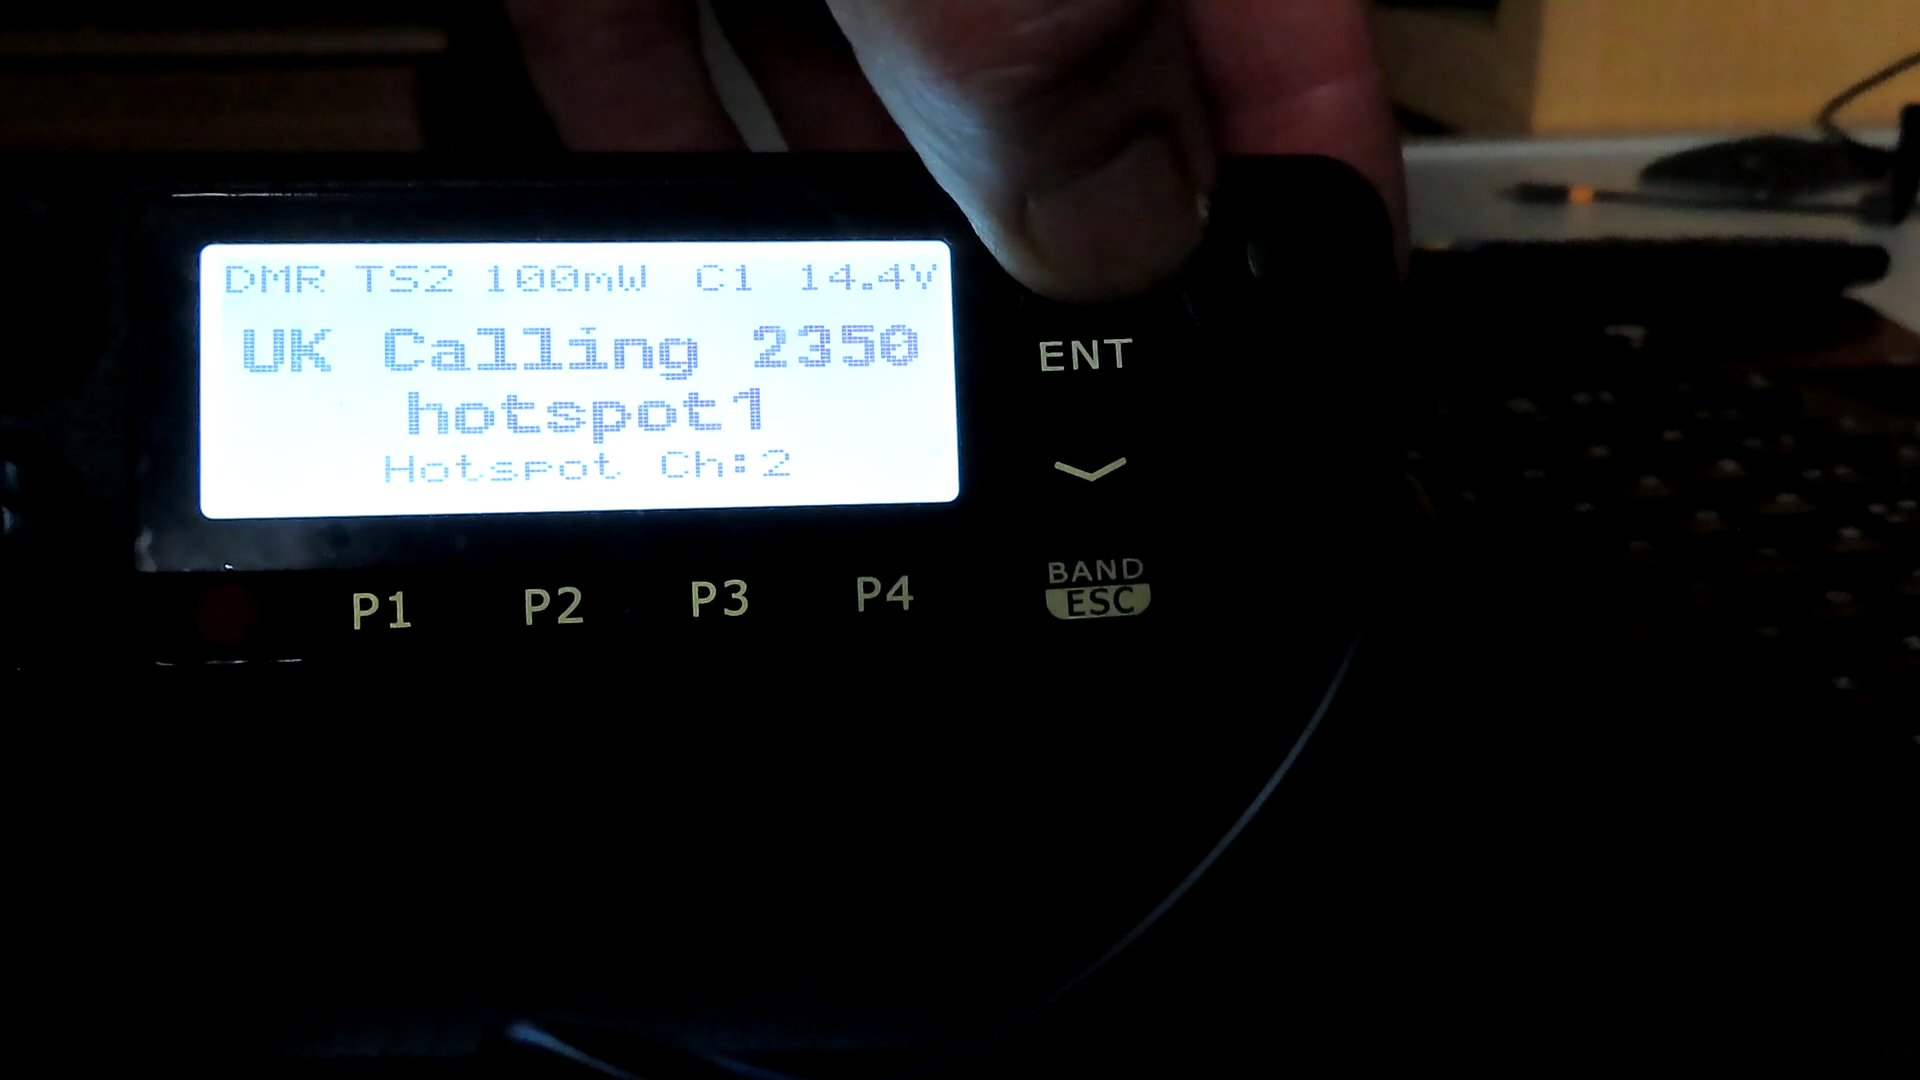 DMR TS2 100mW C1 14.4V
UK Calling 2350
hotspot1
Hotspot Ch:2
ENT
BAND
ESC
P1 P2 P3 P4